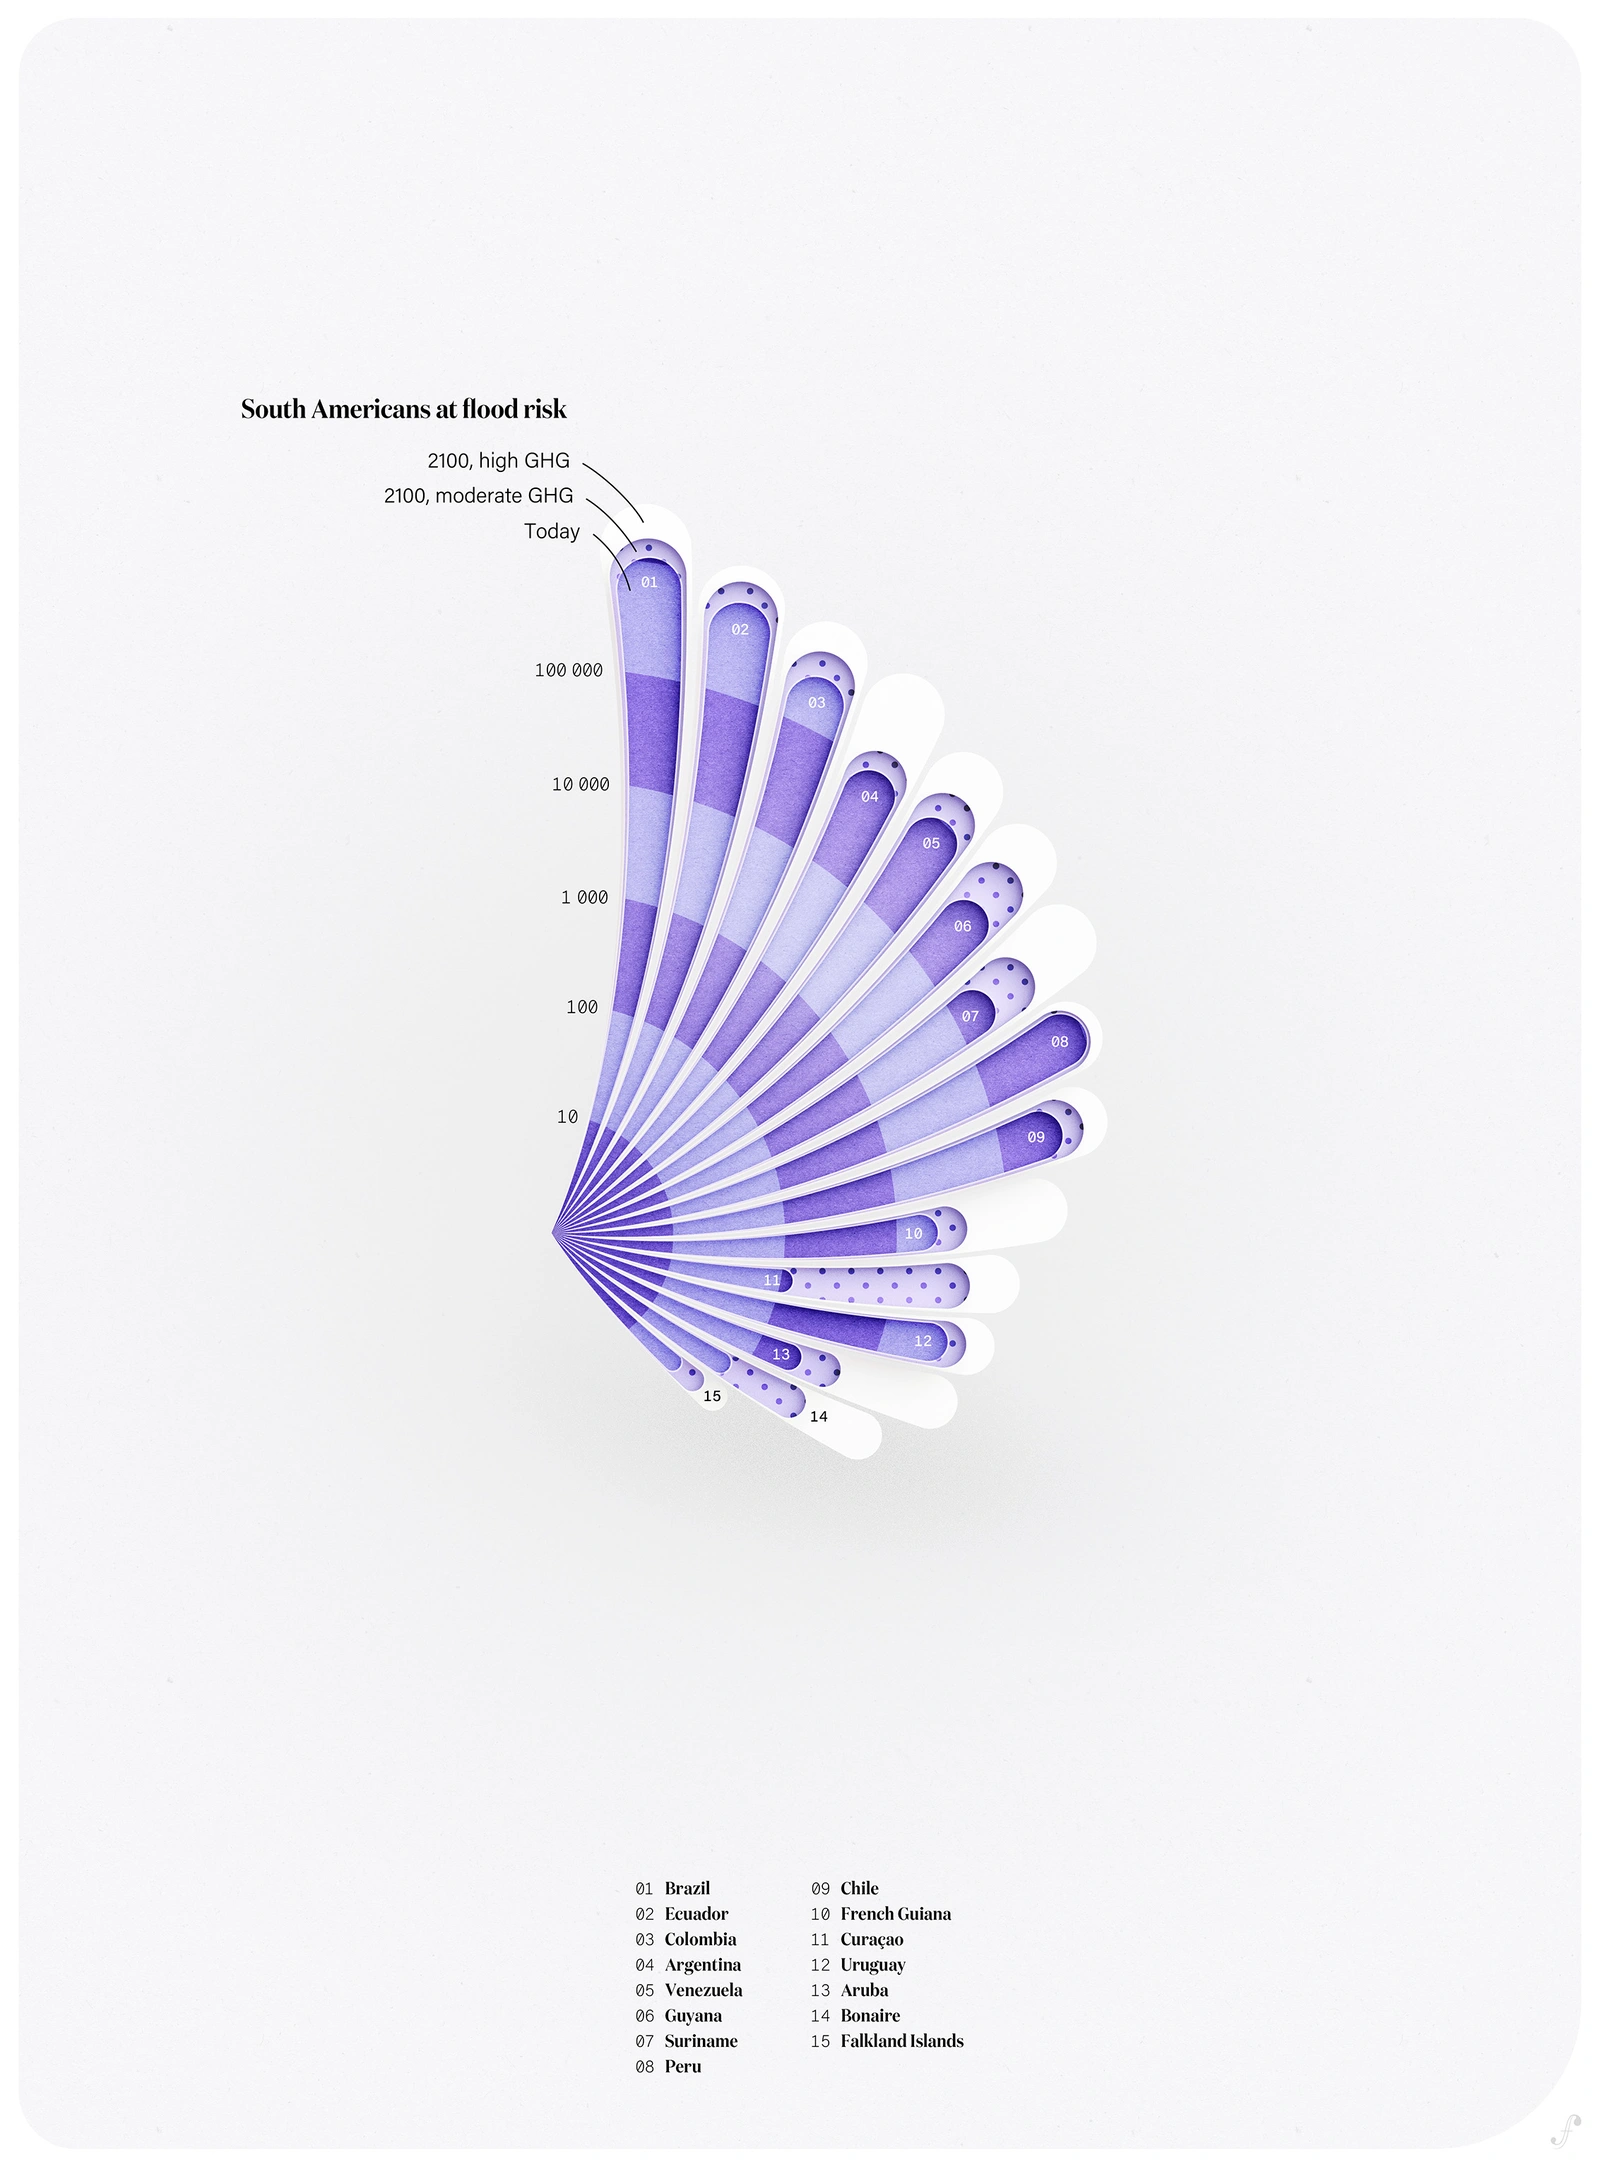 South Americans at flood risk
2100, high GHG
2100, moderate GHG
Today
01
02
100 000
03
10 000
04
05
1 000
06
100
07
08
10
09
10
11
12
13
15
14
01 Brazil
02 Ecuador
03 Colombia
04 Argentina
05 Venezuela
06 Guyana
07 Suriname
08 Peru
09 Chile
10 French Guiana
11 Curaçao
12 Uruguay
13 Aruba
14 Bonaire
15 Falkland Islands
f